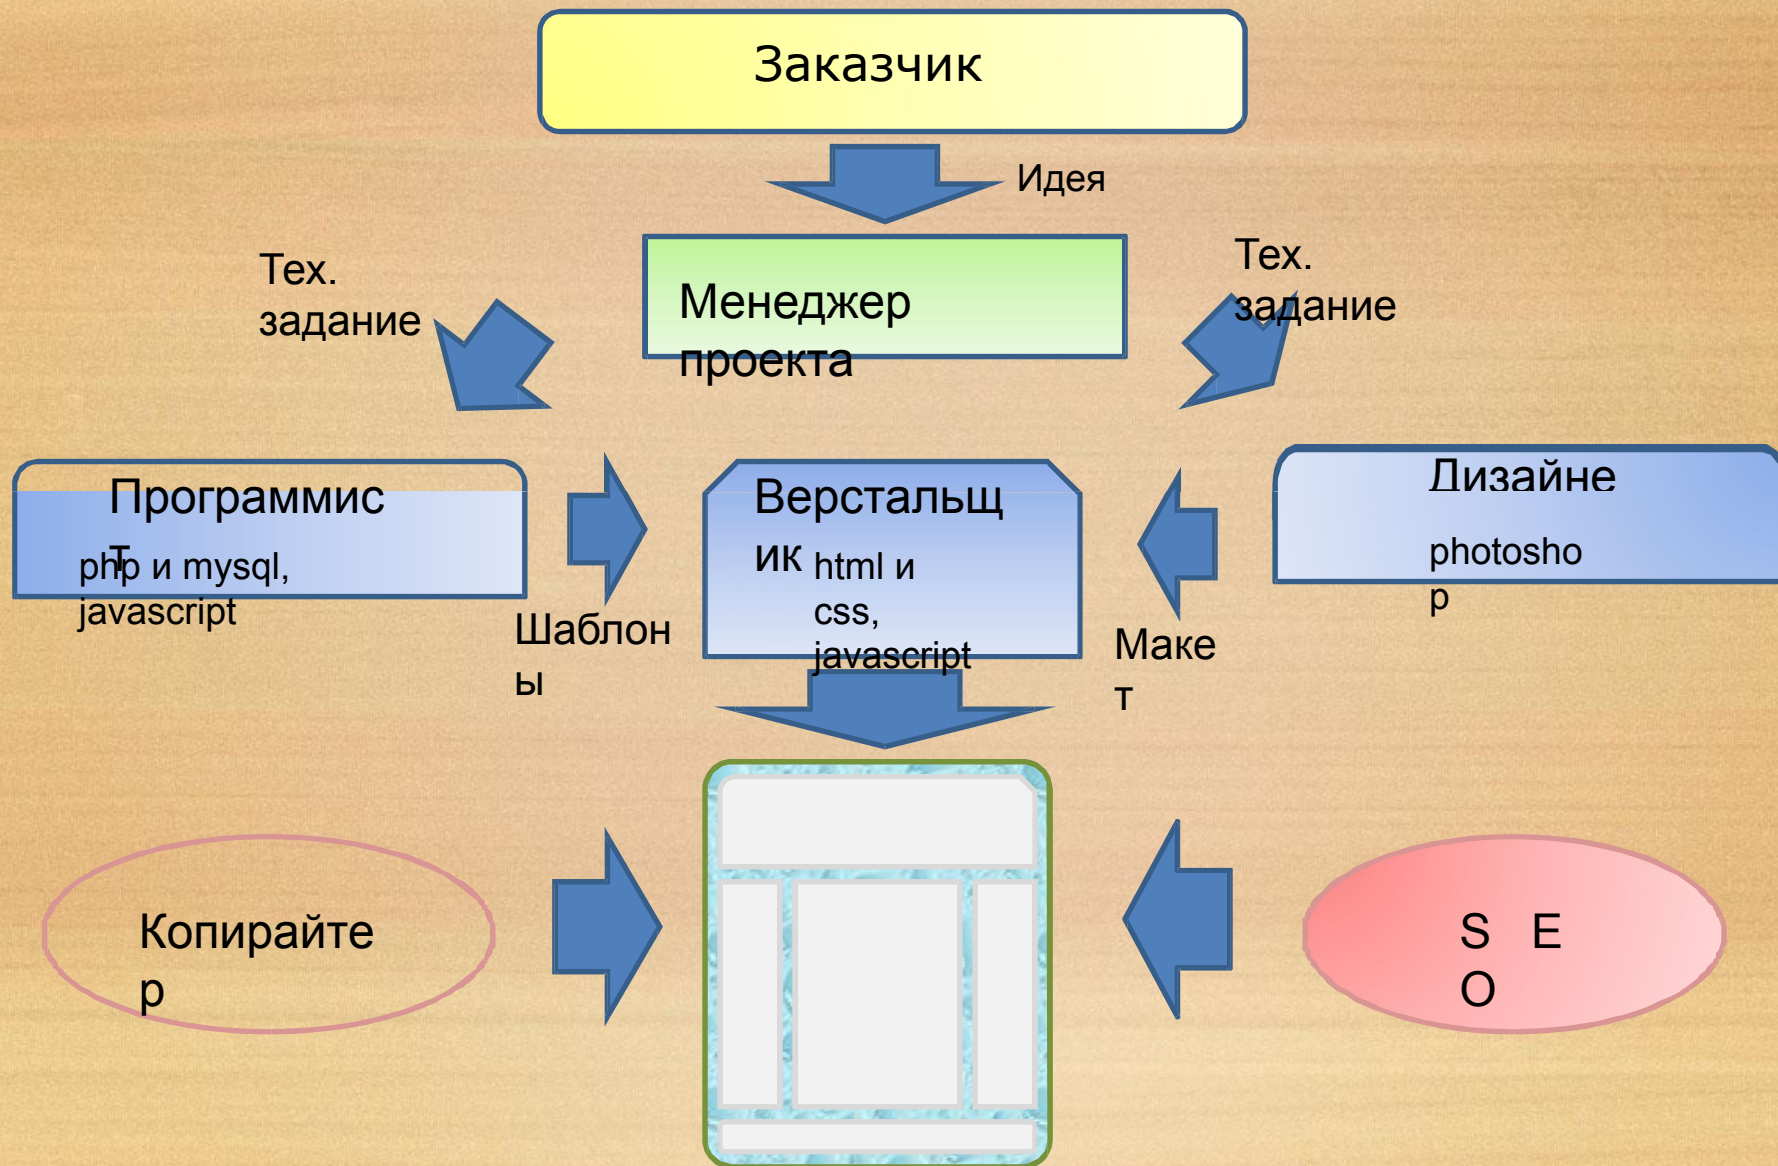 Заказчик
Идея
Тех.
задание
Менеджер
проекта
Тех.
задание
Программис
т
php и mysql,
javascript
Шаблон
ы
Верстальщ
ик
html и
css,
javascript
Маке
т
Дизайне
photosho
p
Копирайте
р
S E
O